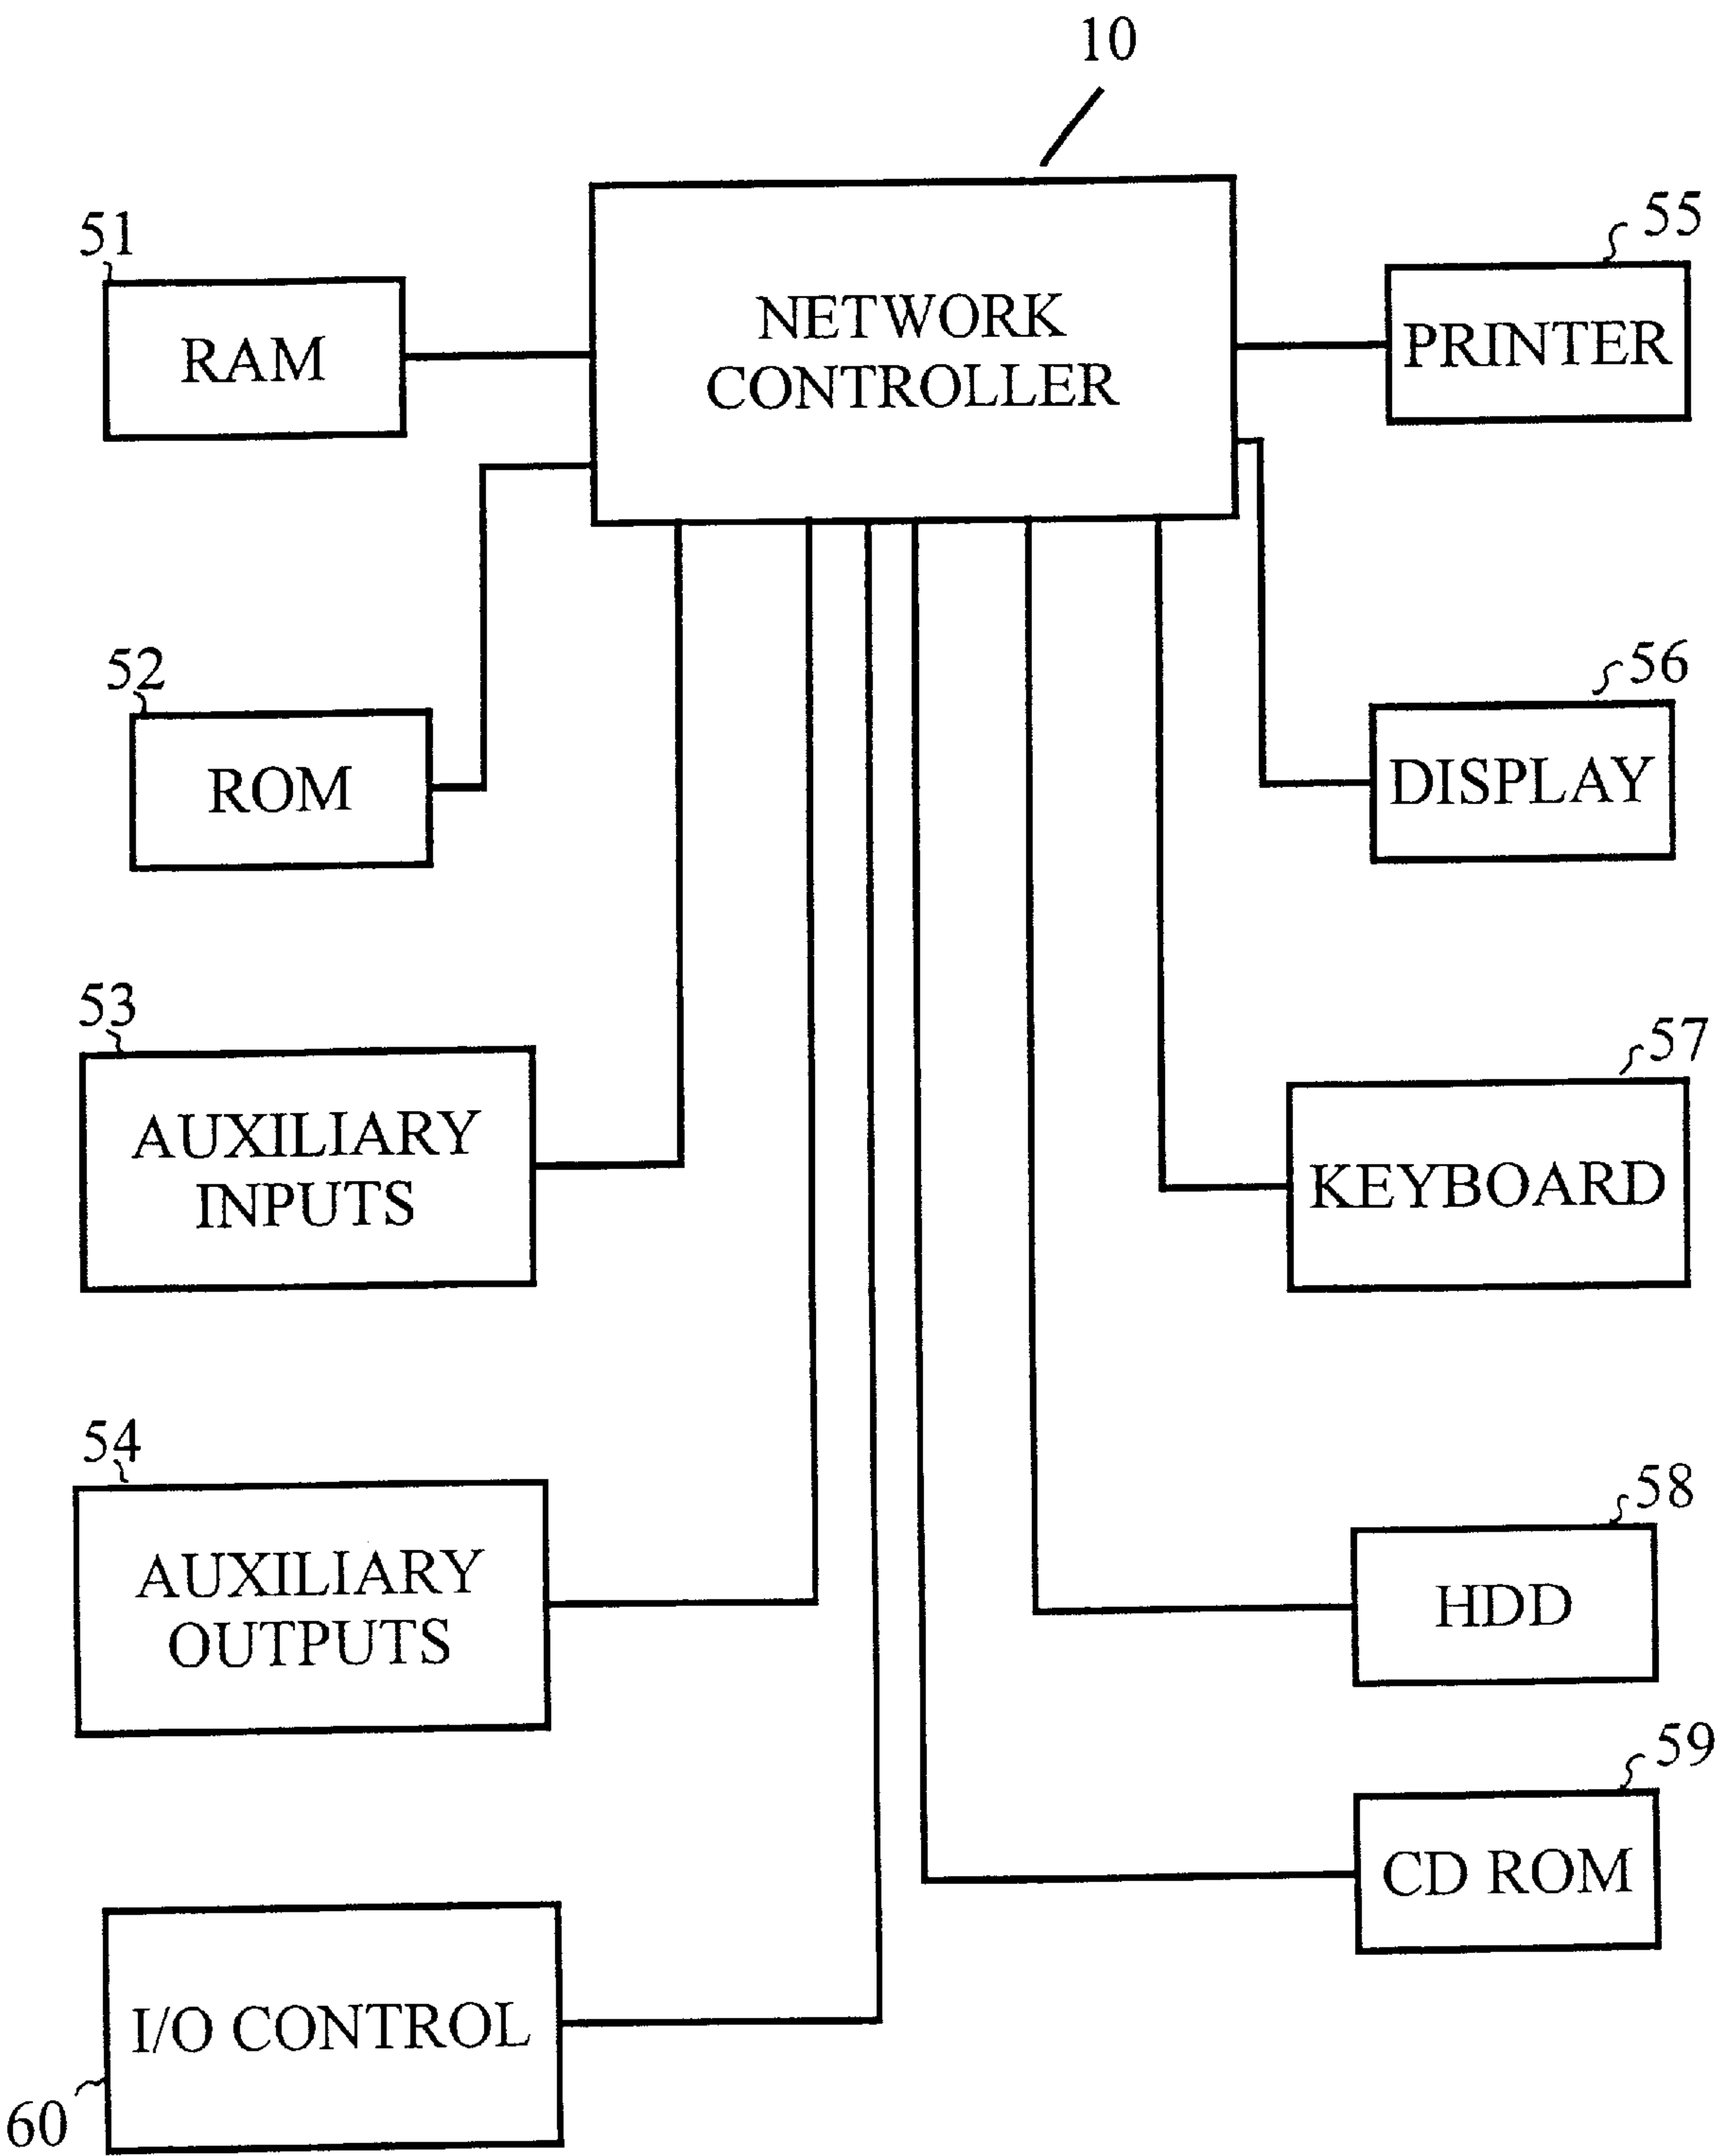 10
51
55
NETWORK
CONTROLLER
RAM
PRINTER
52
56
ROM
DISPLAY
53
57
AUXILIARY
INPUTS
KEYBOARD
54
58
AUXILIARY
OUTPUTS
HDD
59
CD ROM
I/O CONTROL
60